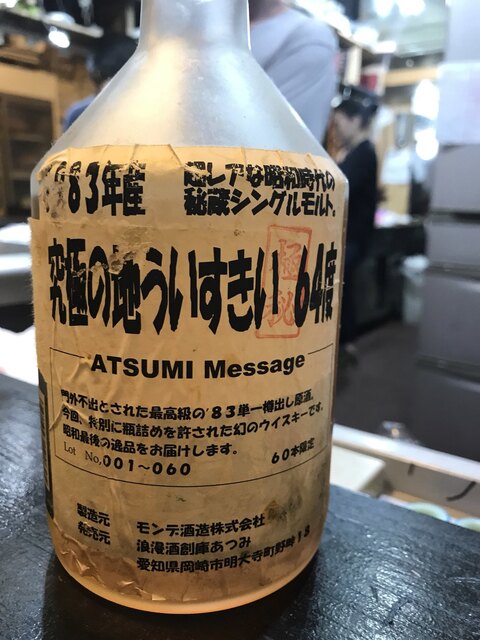 83年産
超レアな昭和時代の
秘蔵シングルモルト。
究極の地ういすきい 64度
ATSUMI Message
門外不出とされた最高級の'83単一樽出し原酒。
今回、特別に瓶詰めを許された幻のウイスキーです。
昭和最後の逸品をお届けします。
Lot No,001～060 60本限定
製造元 モンデ酒造株式会社
発売元 浪漫酒創庫あつみ
愛知県岡崎市明大寺町野畔18